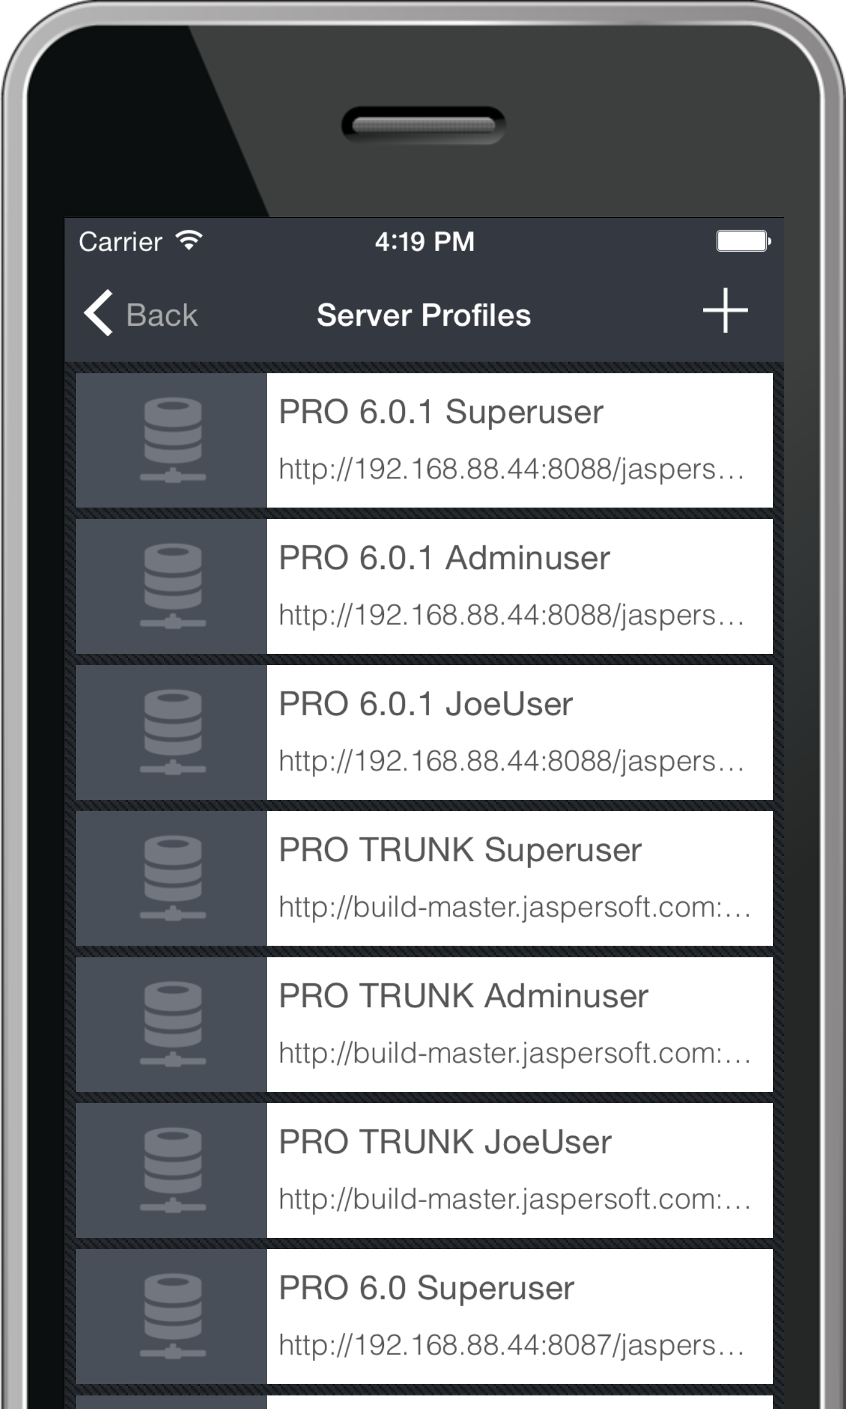 Carrier 4:19 PM
Back Server Profiles
PRO 6.0.1 Superuser
http://192.168.88.44:8088/jaspers...
PRO 6.0.1 Adminuser
http://192.168.88.44:8088/jaspers...
PRO 6.0.1 JoeUser
http://192.168.88.44:8088/jaspers...
PRO TRUNK Superuser
http://build-master.jaspersoft.com:...
PRO TRUNK Adminuser
http://build-master.jaspersoft.com:...
PRO TRUNK JoeUser
http://build-master.jaspersoft.com:...
PRO 6.0 Superuser
http://192.168.88.44:8087/jaspers...